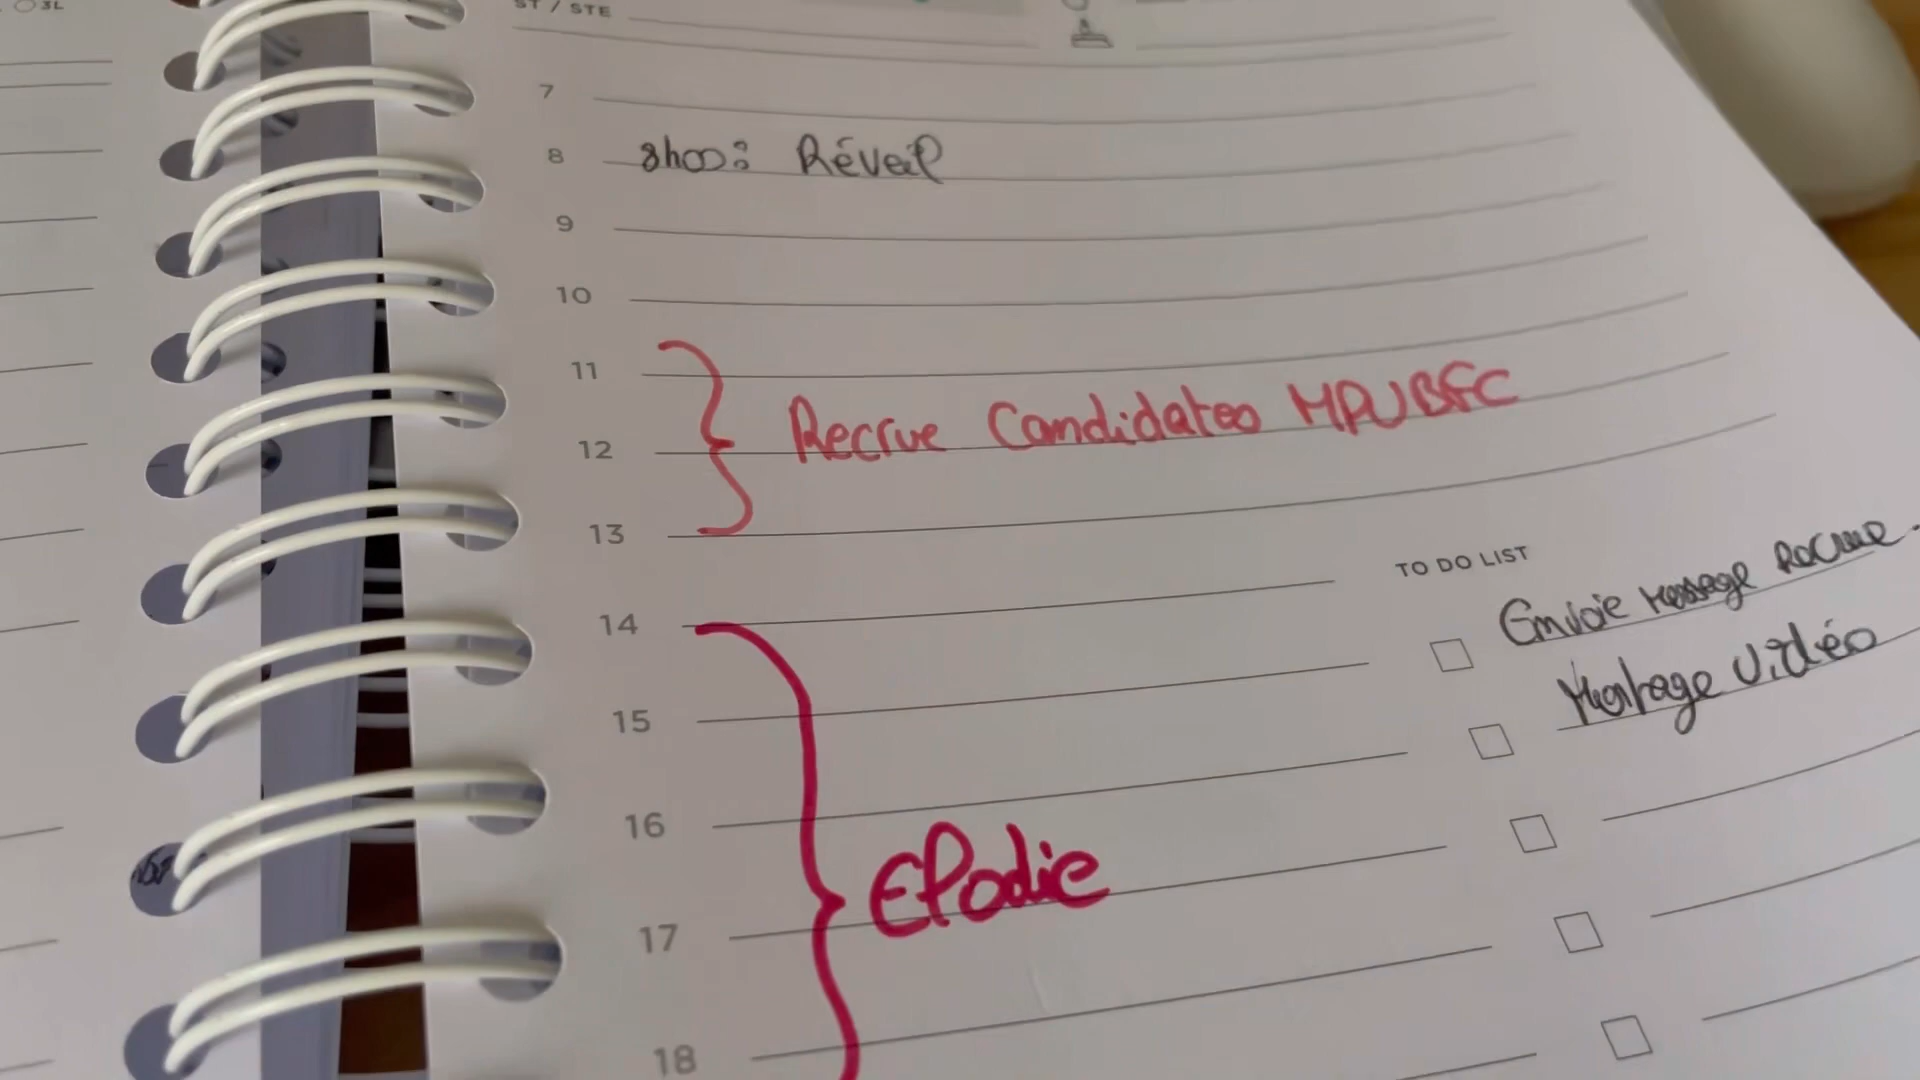 3L
ST / STE
7
8 8h00: Réveil
9
10
11
12 Recrue Candidates MPUBFC
13
14
15
16
17 Elodie
18
TO DO LIST
Envoie Message Recrue
Montage Vidéo